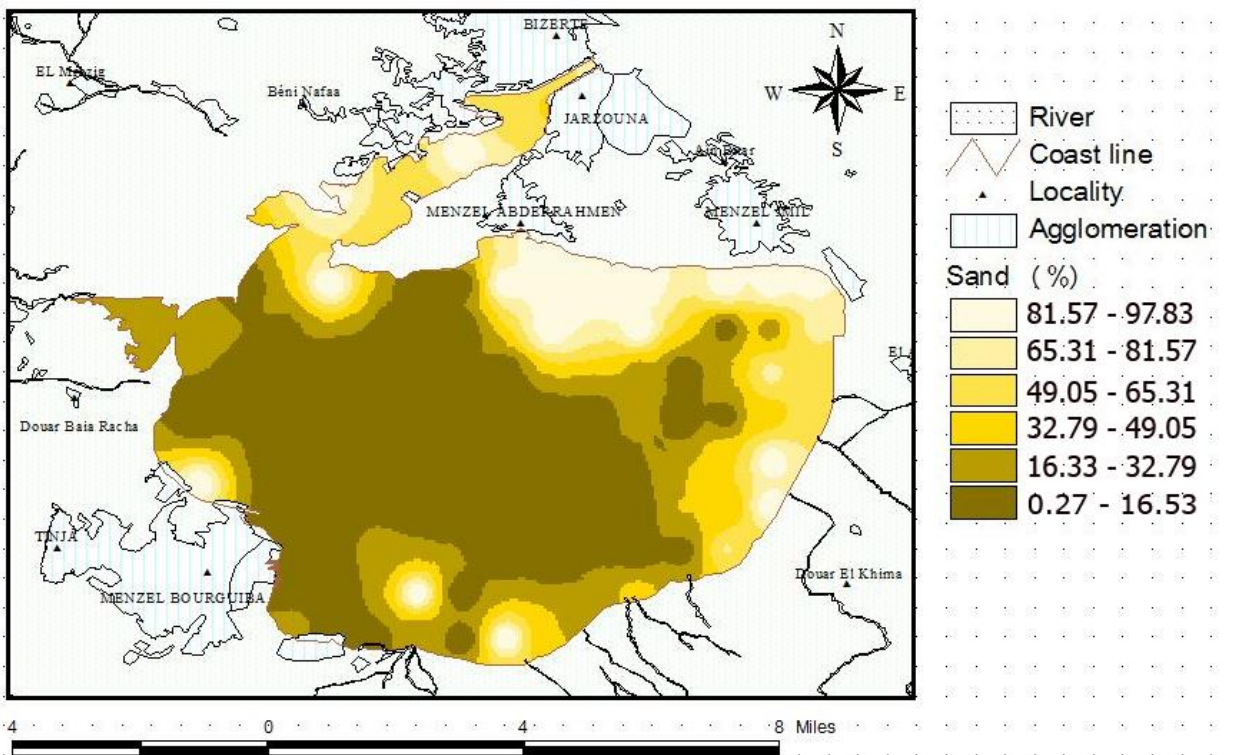 BIZERTE
EL Mazzig
Béni Nafaa
JARZOUNA
MENZEL ABDERRAHMEN
MENZEL JMIL
Douar Baia Racha
TINJA
MENZEL BOURGUIBA
Douar El Khima
N
W E
S
River
Coast line
Locality
Agglomeration
Sand (%)
81.57 - 97.83
65.31 - 81.57
49.05 - 65.31
32.79 - 49.05
16.33 - 32.79
0.27 - 16.53
4 0 4 8 Miles